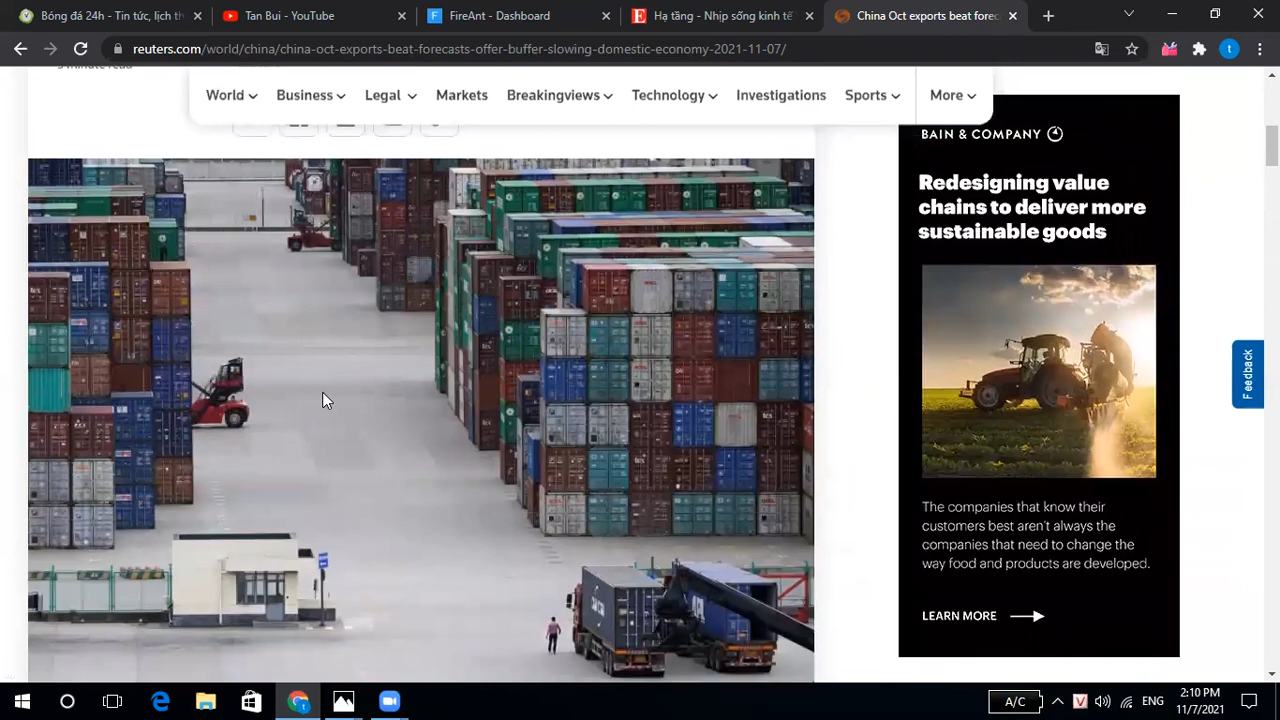 Bóng đá 24h - Tin tức, lịch th
Tan Bui - YouTube
FireAnt - Dashboard
Hạ tầng - Nhịp sống kinh tế
China Oct exports beat forec
reuters.com/world/china/china-oct-exports-beat-forecasts-offer-buffer-slowing-domestic-economy-2021-11-07/
World
Business
Legal
Markets
Breakingviews
Technology
Investigations
Sports
More
BAIN & COMPANY
Redesigning value
chains to deliver more
sustainable goods
The companies that know their
customers best aren't always the
companies that need to change the
way food and products are developed.
LEARN MORE
Feedback
A/C
ENG
2:10 PM
11/7/2021